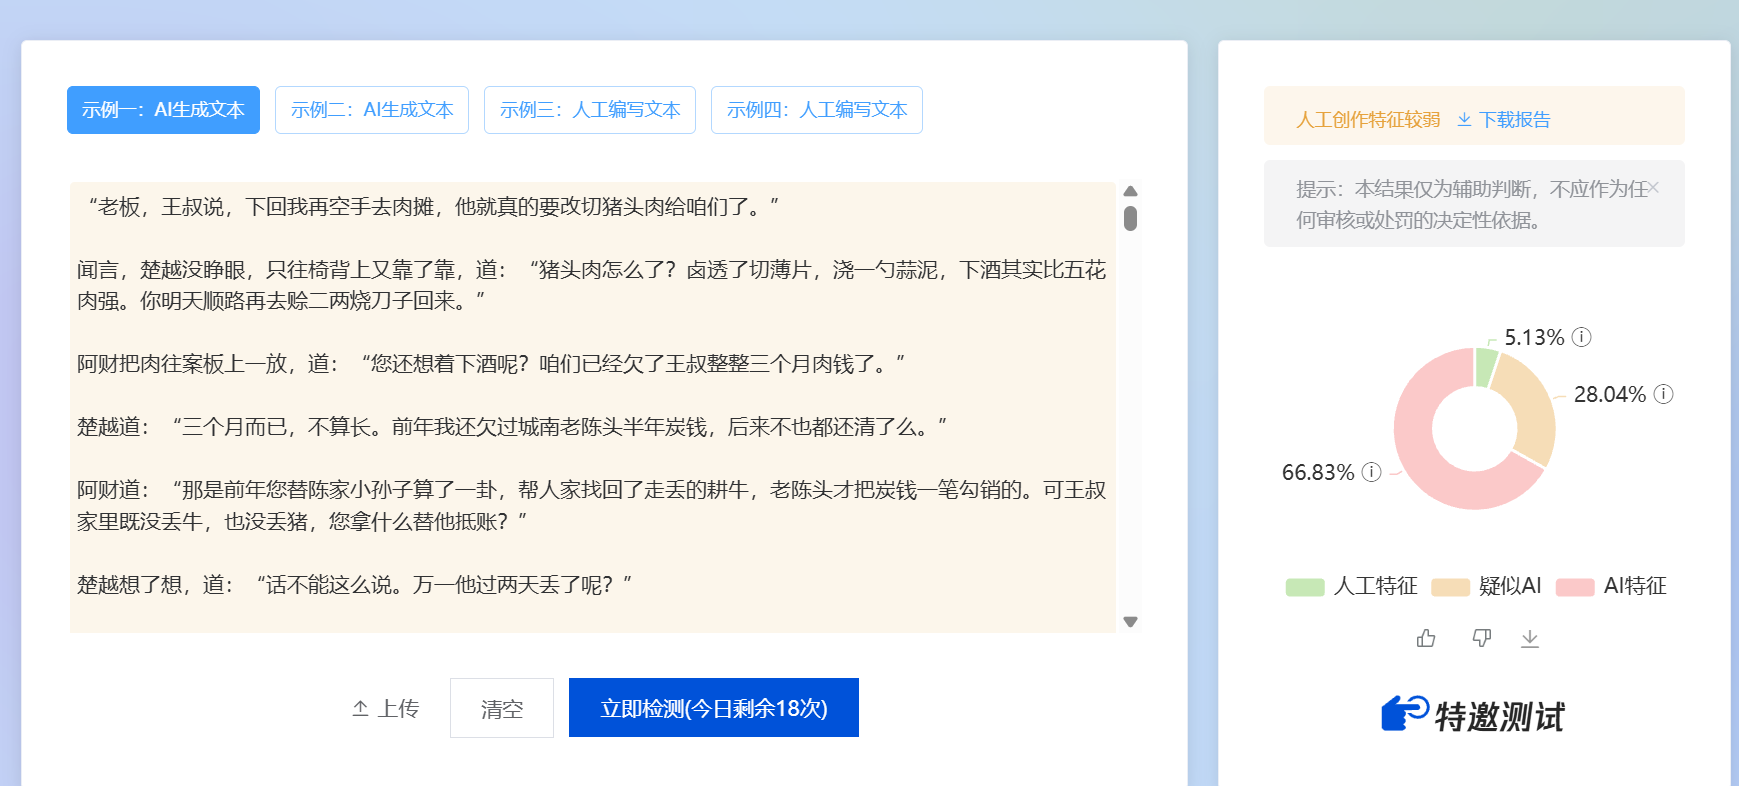 示例一：AI生成文本
示例二：AI生成文本
示例三：人工编写文本
示例四：人工编写文本
“老板，王叔说，下回我再空手去肉摊，他就真的要改切猪头肉给咱们了。”
闻言，楚越没睁眼，只往椅背上又靠了靠，道：“猪头肉怎么了？卤透了切薄片，浇一勺蒜泥，下酒其实比五花
肉强。你明天顺路再去赊二两烧刀子回来。”
阿财把肉往案板上一放，道：“您还想着下酒呢？咱们已经欠了王叔整整三个月肉钱了。”
楚越道：“三个月而已，不算长。前年我还欠过城南老陈头半年炭钱，后来不也都还清了么。”
阿财道：“那是前年您替陈家小孙子算了一卦，帮人家找回了走丢的耕牛，老陈头才把炭钱一笔勾销的。可王叔
家里既没丢牛，也没丢猪，您拿什么替他抵账？”
楚越想了想，道：“话不能这么说。万一他过两天丢了呢？”
上传
清空
立即检测(今日剩余18次)
人工创作特征较弱 下载报告
提示：本结果仅为辅助判断，不应作为任
何审核或处罚的决定性依据。
5.13%
28.04%
66.83%
人工特征 疑似AI AI特征
特邀测试